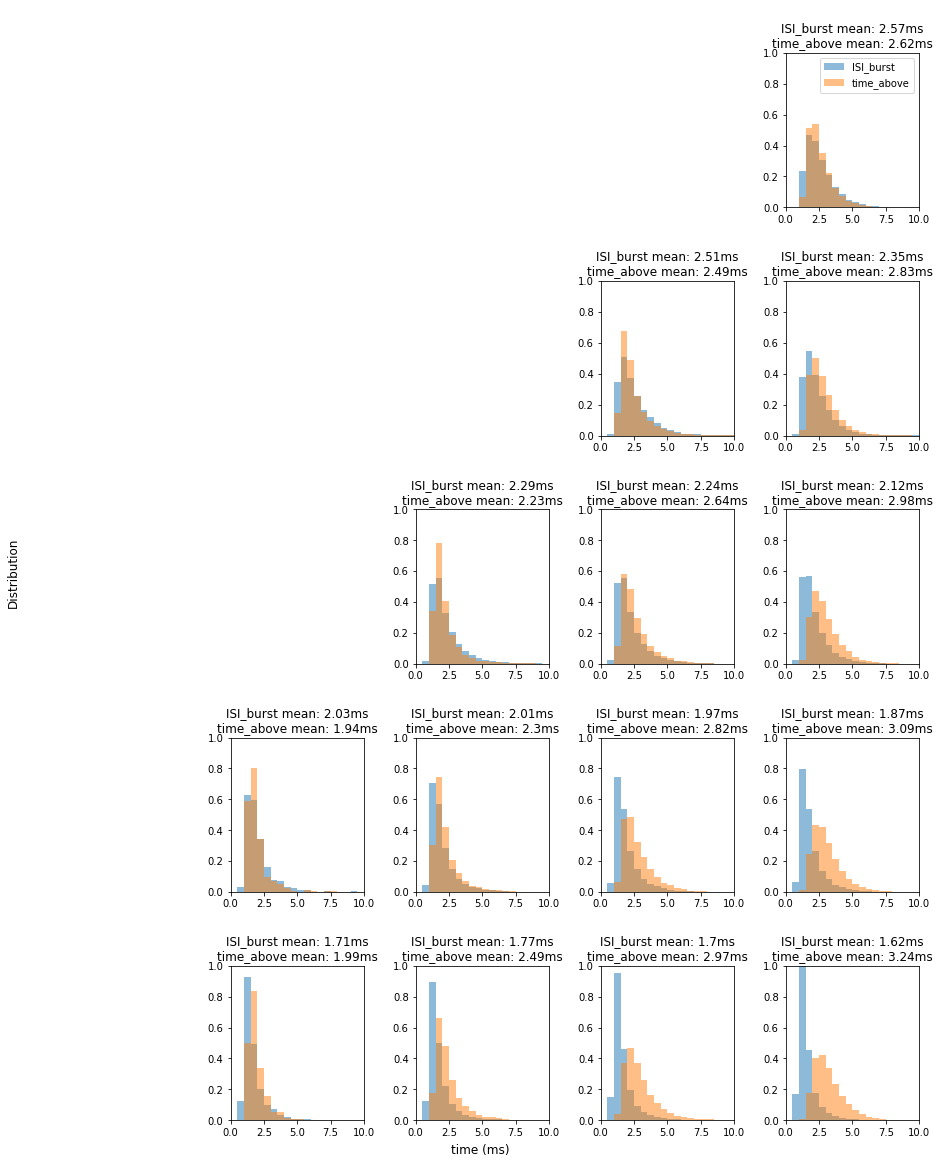 ISI_burst mean: 2.57ms
time_above mean: 2.62ms
ISI_burst
time_above
1.0
0.8
0.6
0.4
0.2
0.0
0.0 2.5 5.0 7.5 10.0
ISI_burst mean: 2.51ms
time_above mean: 2.49ms
1.0
0.8
0.6
0.4
0.2
0.0
0.0 2.5 5.0 7.5 10.0
ISI_burst mean: 2.35ms
time_above mean: 2.83ms
1.0
0.8
0.6
0.4
0.2
0.0
0.0 2.5 5.0 7.5 10.0
Distribution
ISI_burst mean: 2.29ms
time_above mean: 2.23ms
1.0
0.8
0.6
0.4
0.2
0.0
0.0 2.5 5.0 7.5 10.0
ISI_burst mean: 2.24ms
time_above mean: 2.64ms
1.0
0.8
0.6
0.4
0.2
0.0
0.0 2.5 5.0 7.5 10.0
ISI_burst mean: 2.12ms
time_above mean: 2.98ms
1.0
0.8
0.6
0.4
0.2
0.0
0.0 2.5 5.0 7.5 10.0
ISI_burst mean: 2.03ms
time_above mean: 1.94ms
1.0
0.8
0.6
0.4
0.2
0.0
0.0 2.5 5.0 7.5 10.0
ISI_burst mean: 2.01ms
time_above mean: 2.3ms
1.0
0.8
0.6
0.4
0.2
0.0
0.0 2.5 5.0 7.5 10.0
ISI_burst mean: 1.97ms
time_above mean: 2.82ms
1.0
0.8
0.6
0.4
0.2
0.0
0.0 2.5 5.0 7.5 10.0
ISI_burst mean: 1.87ms
time_above mean: 3.09ms
1.0
0.8
0.6
0.4
0.2
0.0
0.0 2.5 5.0 7.5 10.0
ISI_burst mean: 1.71ms
time_above mean: 1.99ms
1.0
0.8
0.6
0.4
0.2
0.0
0.0 2.5 5.0 7.5 10.0
ISI_burst mean: 1.77ms
time_above mean: 2.49ms
1.0
0.8
0.6
0.4
0.2
0.0
0.0 2.5 5.0 7.5 10.0
ISI_burst mean: 1.7ms
time_above mean: 2.97ms
1.0
0.8
0.6
0.4
0.2
0.0
0.0 2.5 5.0 7.5 10.0
ISI_burst mean: 1.62ms
time_above mean: 3.24ms
1.0
0.8
0.6
0.4
0.2
0.0
0.0 2.5 5.0 7.5 10.0
time (ms)